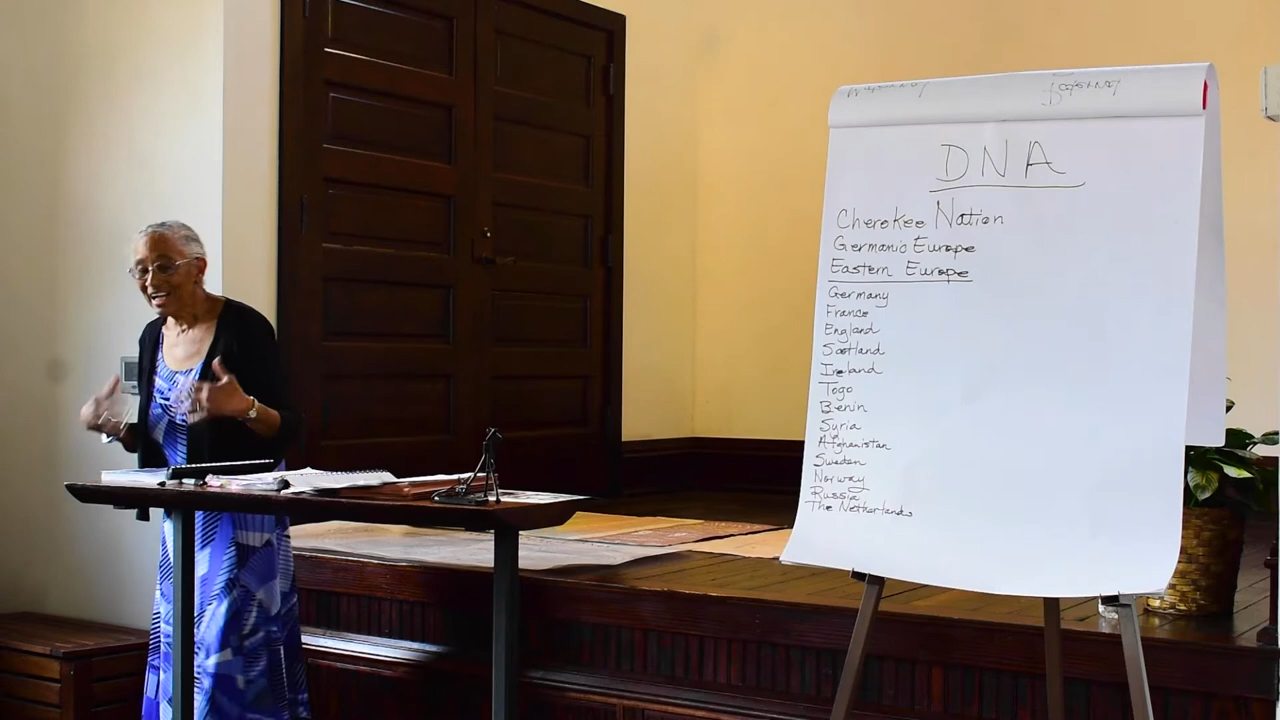 DNA
Cherokee Nation
Germanic Europe
Eastern Europe
Germany
France
England
Scotland
Ireland
Togo
Benin
Syria
Afghanistan
Sweden
Norway
Russia
The Netherlands